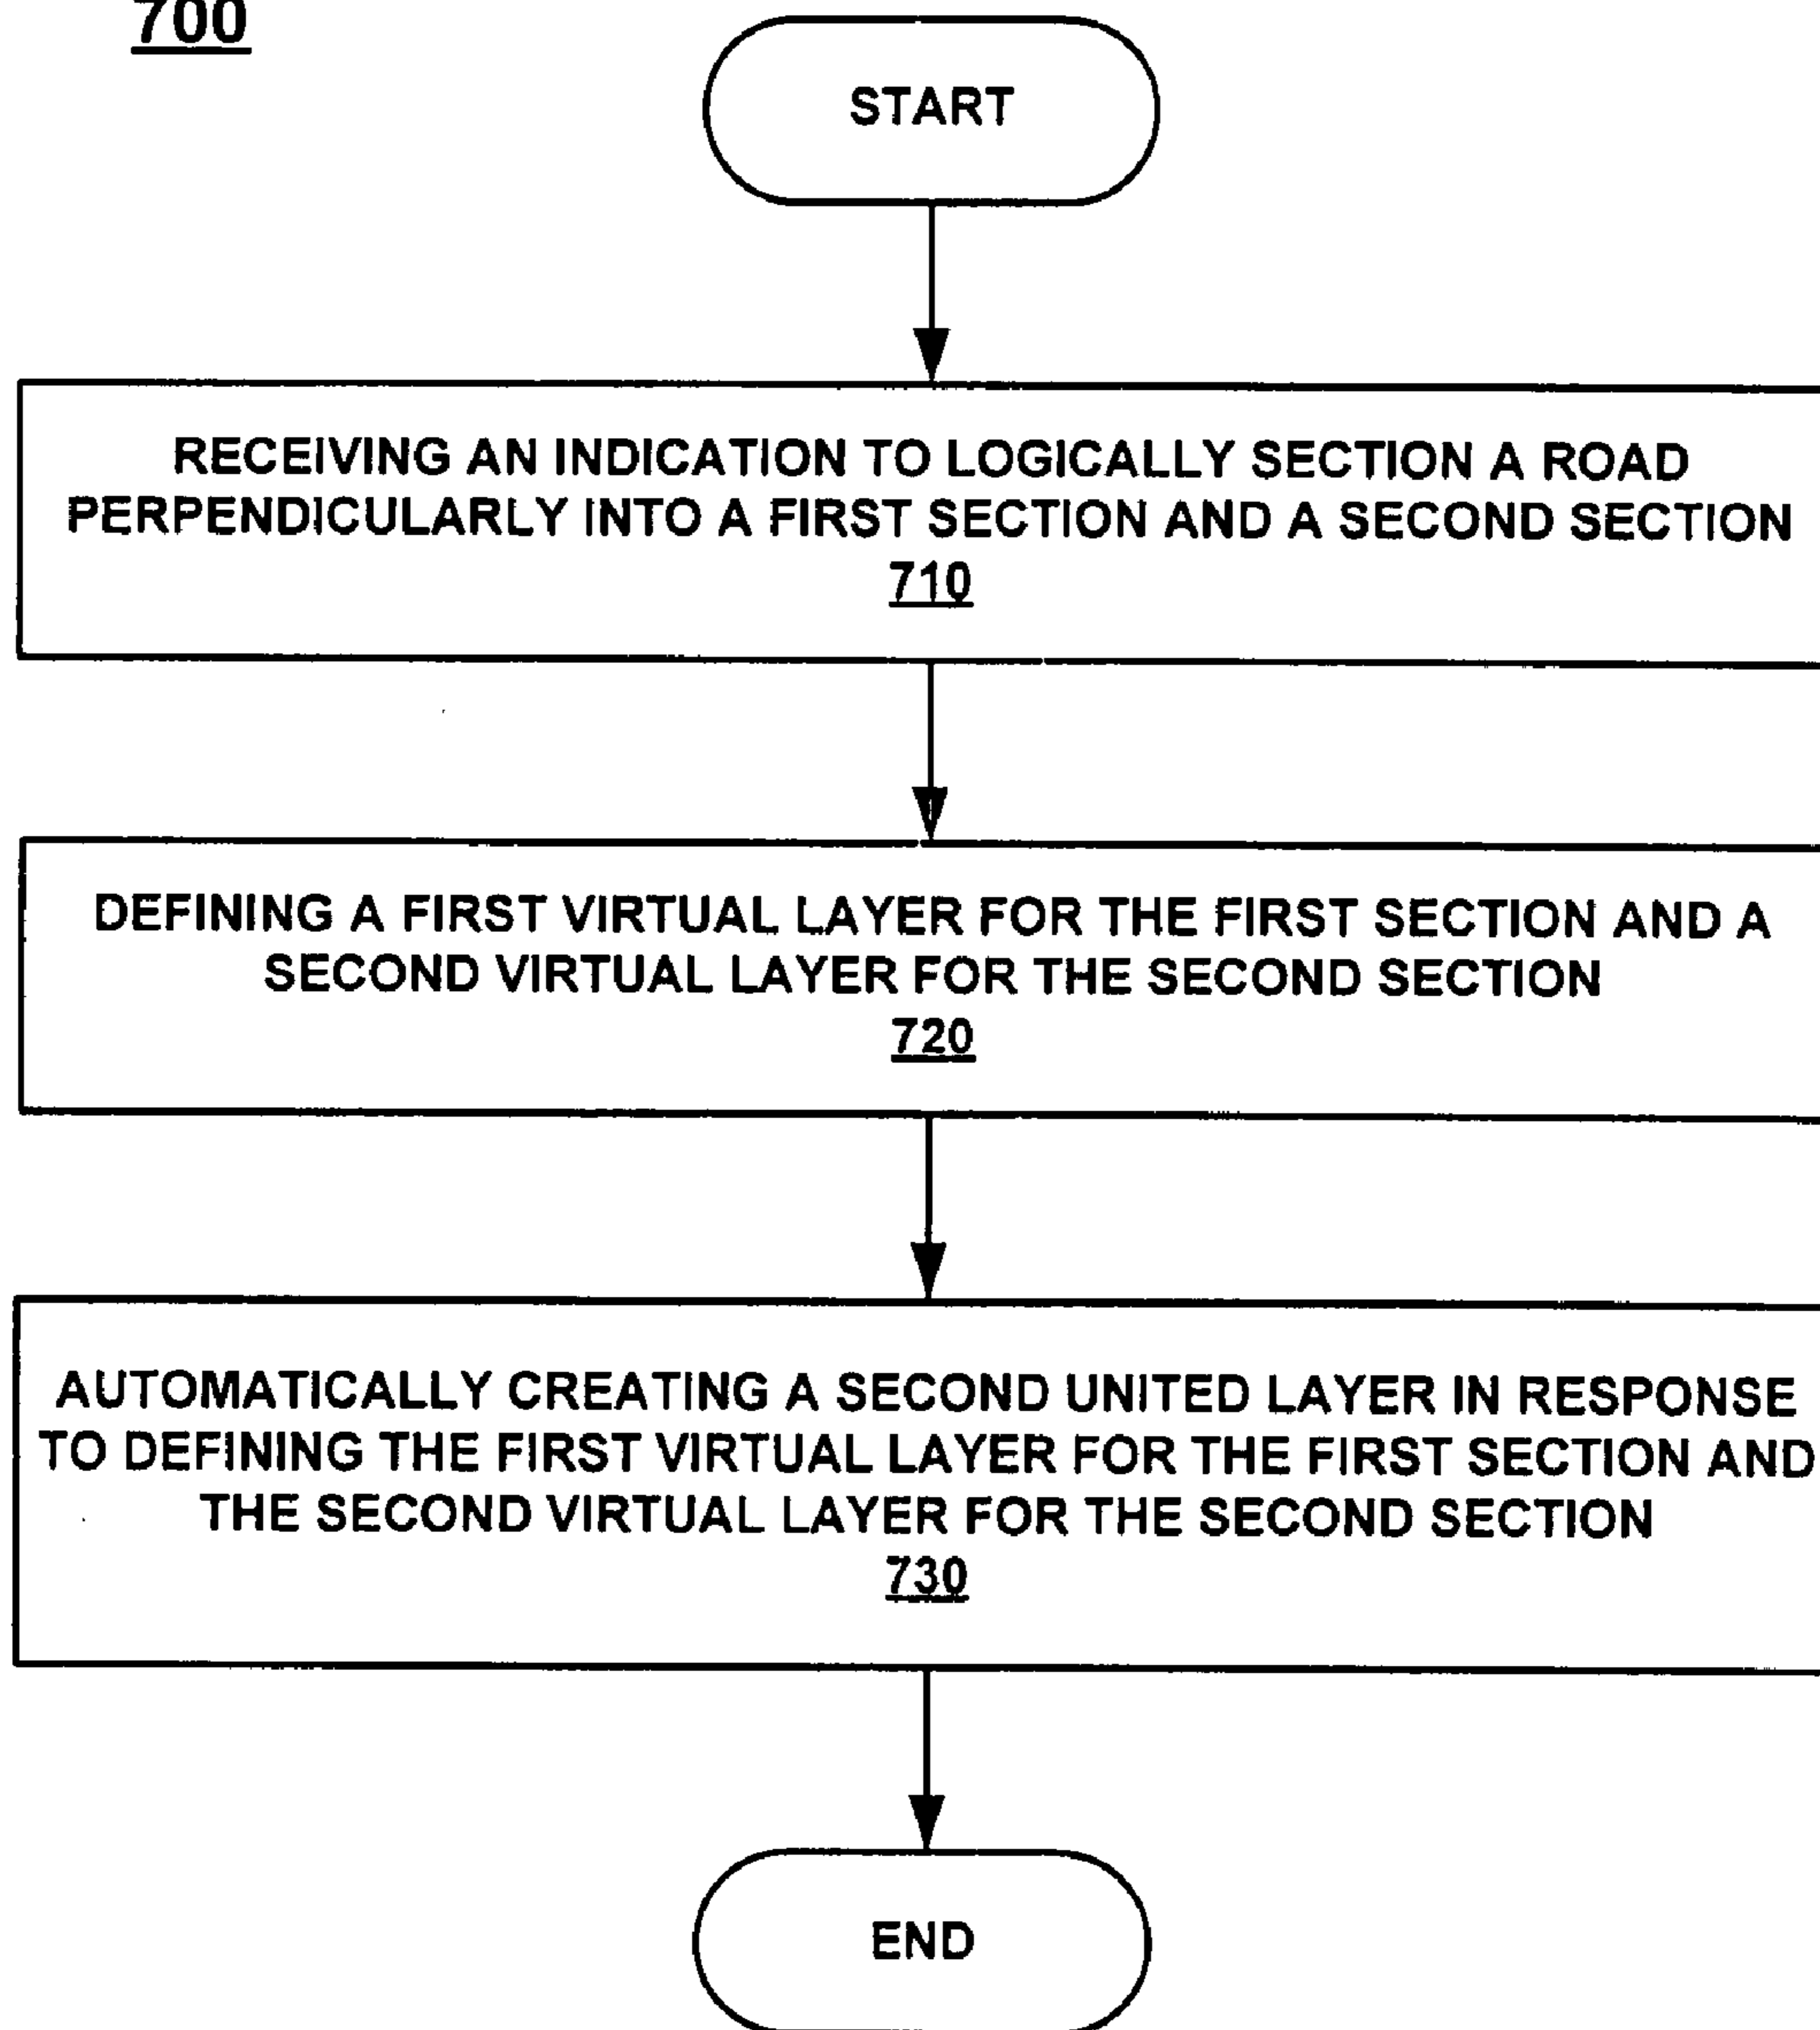 700
START
RECEIVING AN INDICATION TO LOGICALLY SECTION A ROAD
PERPENDICULARLY INTO A FIRST SECTION AND A SECOND SECTION
710
DEFINING A FIRST VIRTUAL LAYER FOR THE FIRST SECTION AND A
SECOND VIRTUAL LAYER FOR THE SECOND SECTION
720
AUTOMATICALLY CREATING A SECOND UNITED LAYER IN RESPONSE
TO DEFINING THE FIRST VIRTUAL LAYER FOR THE FIRST SECTION AND
THE SECOND VIRTUAL LAYER FOR THE SECOND SECTION
730
END